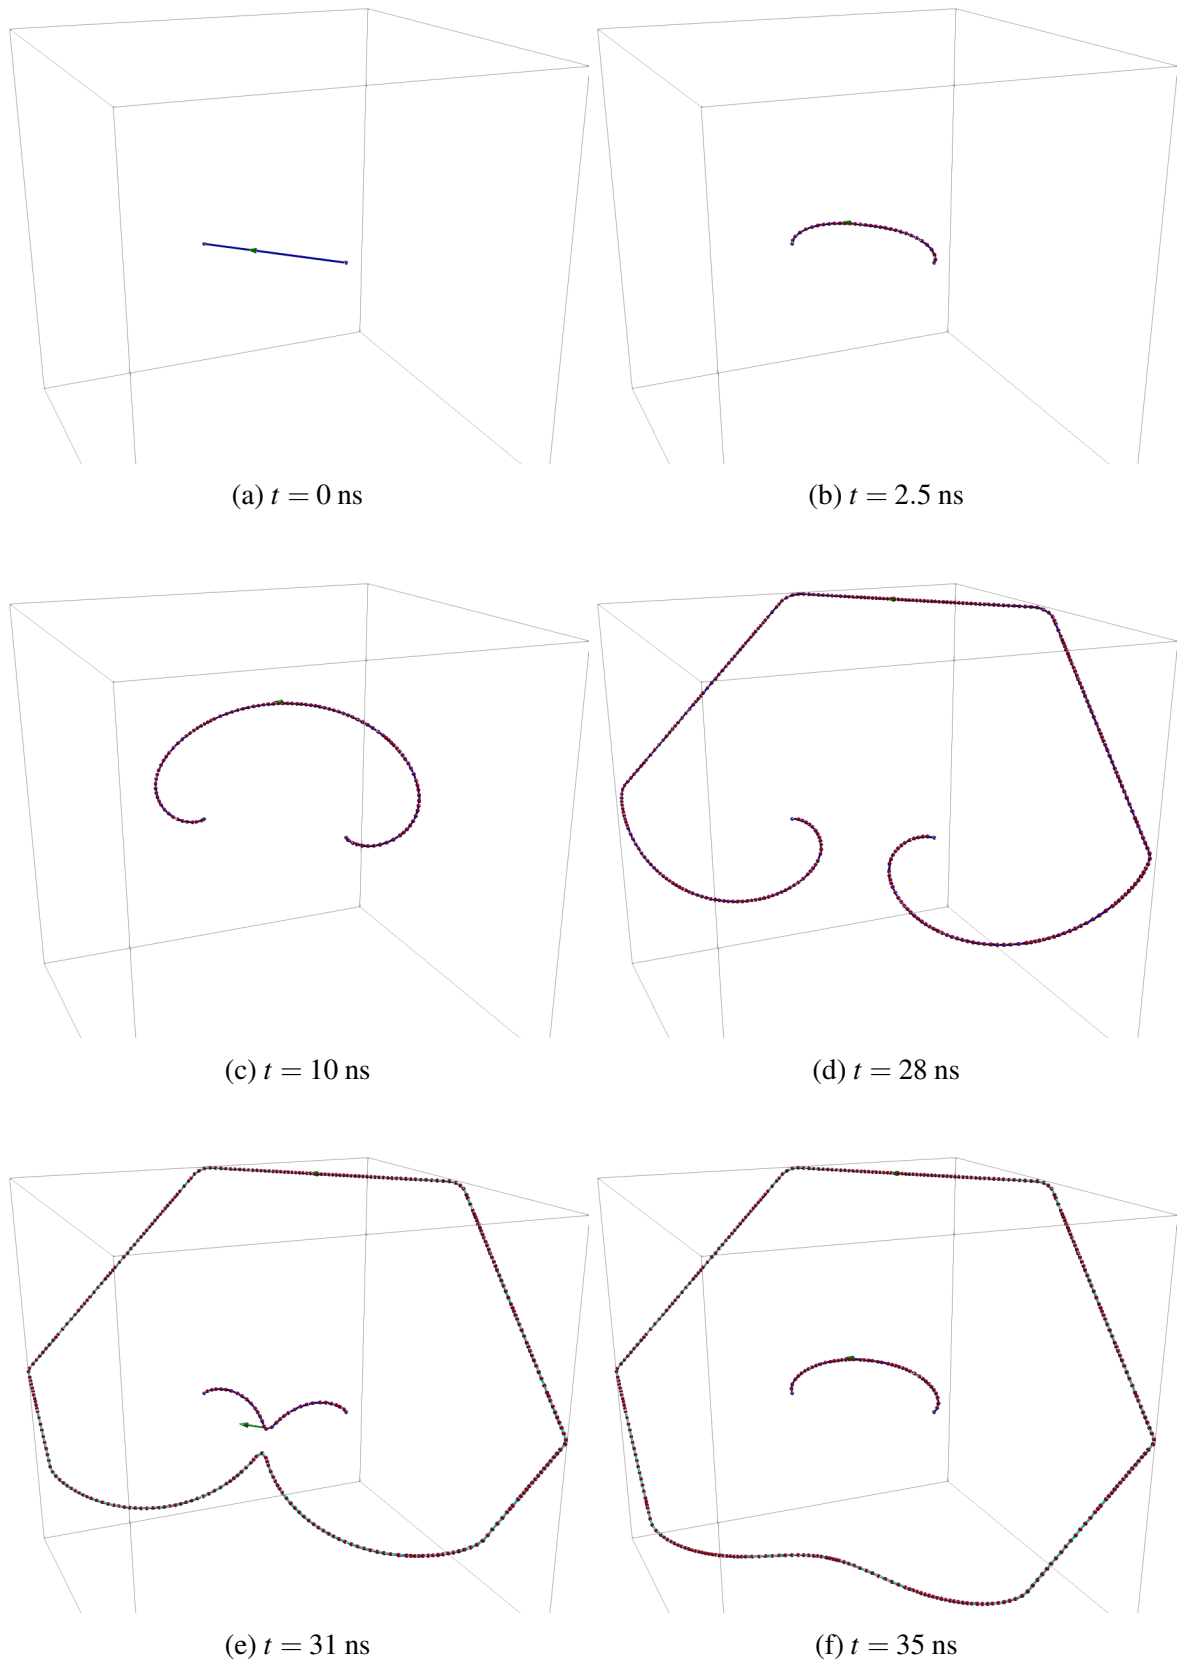 (a) t = 0 ns
(b) t = 2.5 ns
(c) t = 10 ns
(d) t = 28 ns
(e) t = 31 ns
(f) t = 35 ns